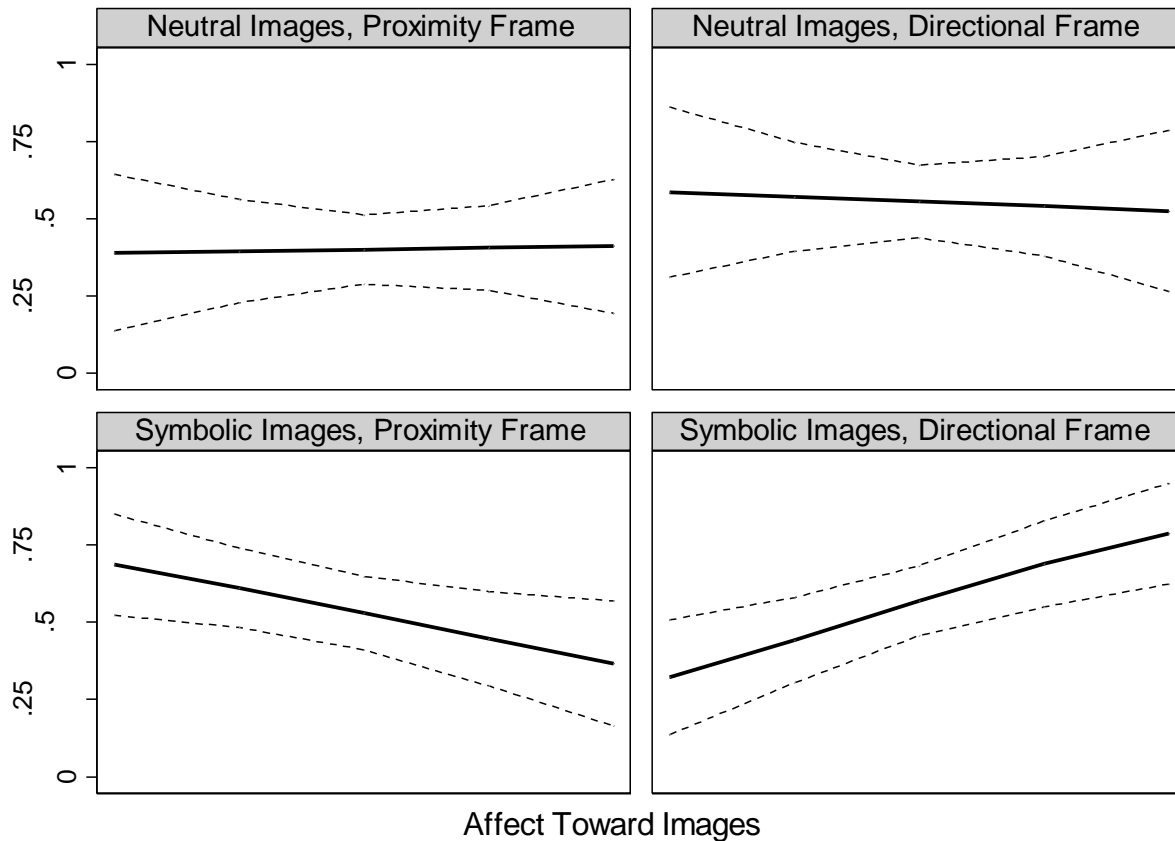 Neutral Images, Proximity Frame
Neutral Images, Directional Frame
1
.75
.5
.25
0
Symbolic Images, Proximity Frame
Symbolic Images, Directional Frame
1
.75
.5
.25
0
Affect Toward Images